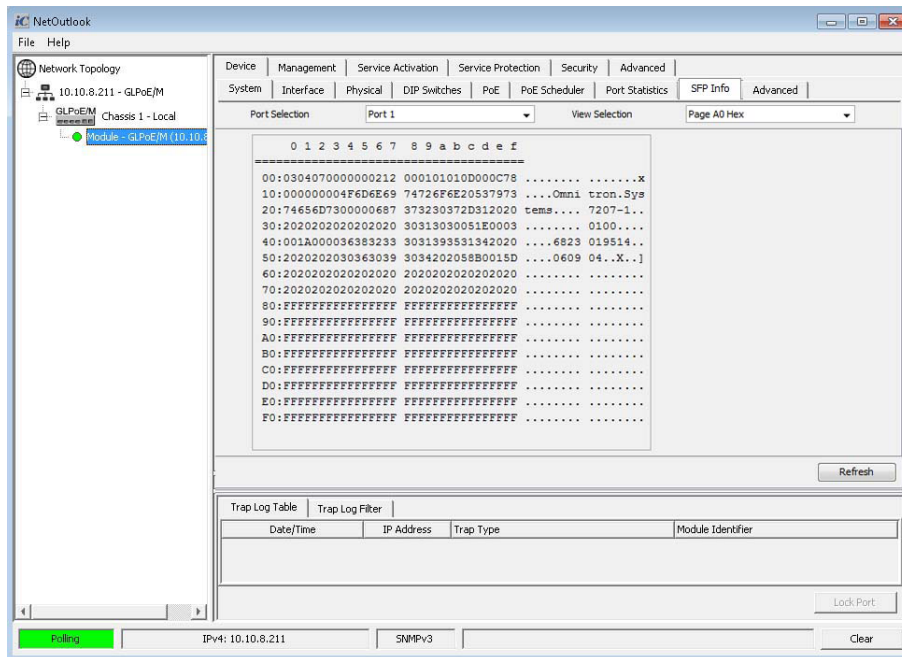 iC NetOutlook
File Help
Network Topology
10.10.8.211 - GLPoE/M
GLPoE/M Chassis 1 - Local
Module - GLPoE/M (10.10.8
Device Management Service Activation Service Protection Security Advanced
System Interface Physical DIP Switches PoE PoE Scheduler Port Statistics SFP Info Advanced
Port Selection Port 1 View Selection Page A0 Hex
0 1 2 3 4 5 6 7 8 9 a b c d e f
========================================
00:0304070000000212 000101010D000C78 ........ .......x
10:000000004F6D6E69 74726F6E20537973 ....Omni tron.Sys
20:74656D7300000687 373230372D312020 tems.... 7207-1..
30:2020202020202020 30313030051E0003 ........ 0100....
40:001A000036383233 3031393531342020 ....6823 019514..
50:2020202030363039 3034202058B0015D ....0609 04..X..]
60:2020202020202020 2020202020202020 ........ ........
70:2020202020202020 2020202020202020 ........ ........
80:FFFFFFFFFFFFFFFF FFFFFFFFFFFFFFFF ........ ........
90:FFFFFFFFFFFFFFFF FFFFFFFFFFFFFFFF ........ ........
A0:FFFFFFFFFFFFFFFF FFFFFFFFFFFFFFFF ........ ........
B0:FFFFFFFFFFFFFFFF FFFFFFFFFFFFFFFF ........ ........
C0:FFFFFFFFFFFFFFFF FFFFFFFFFFFFFFFF ........ ........
D0:FFFFFFFFFFFFFFFF FFFFFFFFFFFFFFFF ........ ........
E0:FFFFFFFFFFFFFFFF FFFFFFFFFFFFFFFF ........ ........
F0:FFFFFFFFFFFFFFFF FFFFFFFFFFFFFFFF ........ ........
Refresh
Trap Log Table Trap Log Filter
Date/Time IP Address Trap Type Module Identifier
Lock Port
Polling IPv4: 10.10.8.211 SNMPv3 Clear